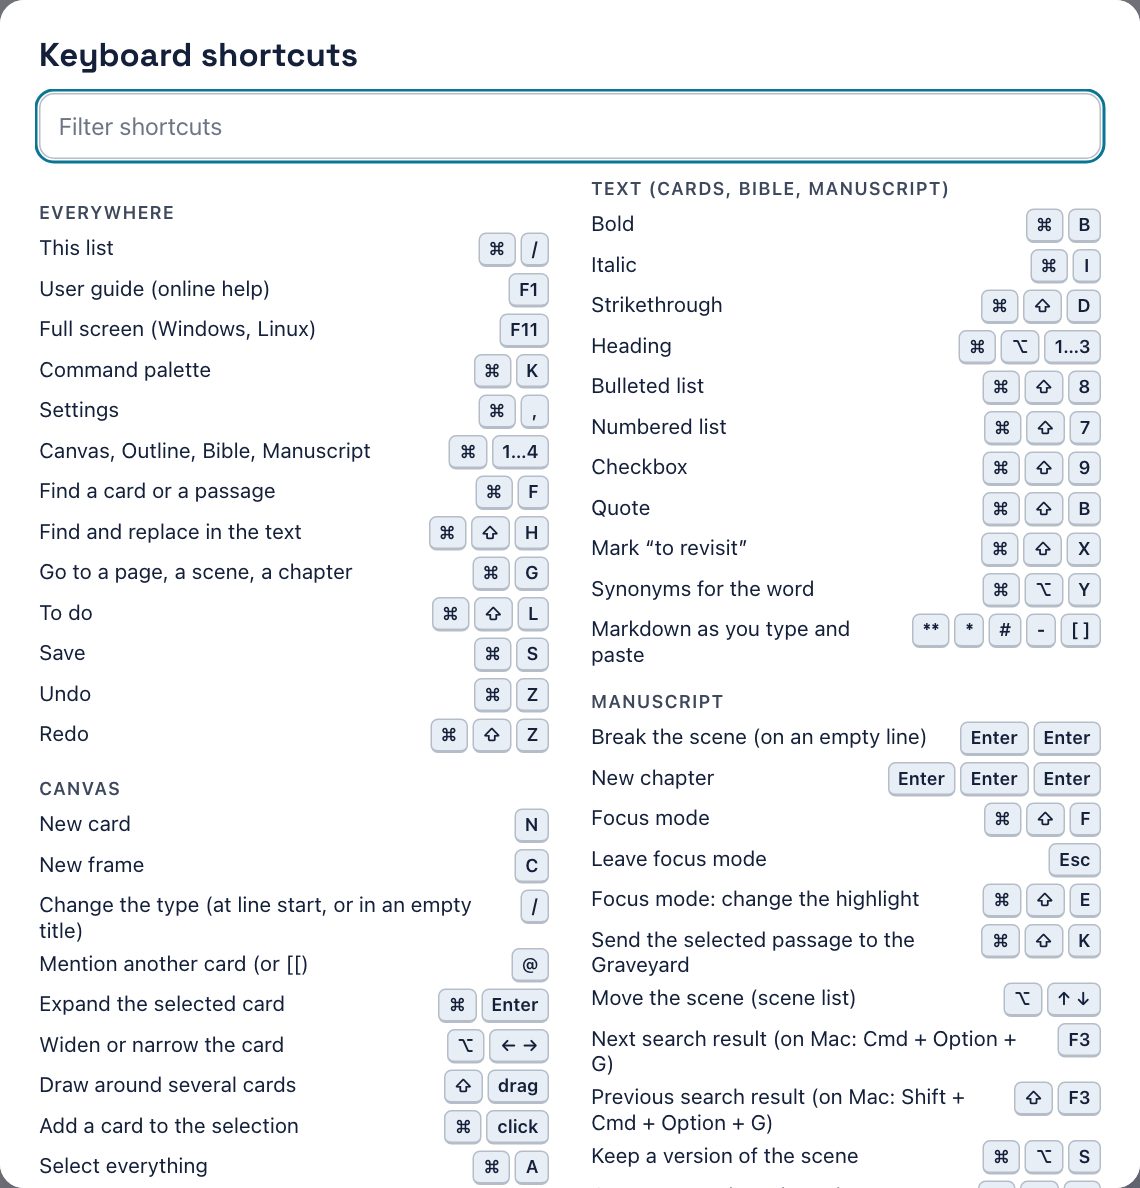 Keyboard shortcuts
Filter shortcuts
EVERYWHERE
This list ⌘ /
User guide (online help) F1
Full screen (Windows, Linux) F11
Command palette ⌘ K
Settings ⌘ ,
Canvas, Outline, Bible, Manuscript ⌘ 1...4
Find a card or a passage ⌘ F
Find and replace in the text ⌘ ⇧ H
Go to a page, a scene, a chapter ⌘ G
To do ⌘ ⇧ L
Save ⌘ S
Undo ⌘ Z
Redo ⌘ ⇧ Z
CANVAS
New card N
New frame C
Change the type (at line start, or in an empty /
title)
Mention another card (or [[) @
Expand the selected card ⌘ Enter
Widen or narrow the card ⌥ ← →
Draw around several cards ⇧ drag
Add a card to the selection ⌘ click
Select everything ⌘ A
TEXT (CARDS, BIBLE, MANUSCRIPT)
Bold ⌘ B
Italic ⌘ I
Strikethrough ⌘ ⇧ D
Heading ⌘ ⌥ 1...3
Bulleted list ⌘ ⇧ 8
Numbered list ⌘ ⇧ 7
Checkbox ⌘ ⇧ 9
Quote ⌘ ⇧ B
Mark “to revisit” ⌘ ⇧ X
Synonyms for the word ⌘ ⌥ Y
Markdown as you type and ** * # - [ ]
paste
MANUSCRIPT
Break the scene (on an empty line) Enter Enter
New chapter Enter Enter Enter
Focus mode ⌘ ⇧ F
Leave focus mode Esc
Focus mode: change the highlight ⌘ ⇧ E
Send the selected passage to the ⌘ ⇧ K
Graveyard
Move the scene (scene list) ⌥ ↑ ↓
Next search result (on Mac: Cmd + Option + F3
G)
Previous search result (on Mac: Shift + ⇧ F3
Cmd + Option + G)
Keep a version of the scene ⌘ ⌥ S